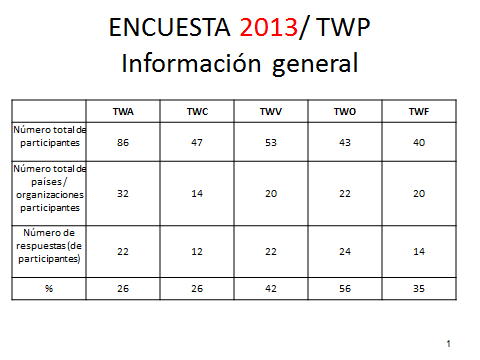 ENCUESTA 2013/ TWP
Información general
TWA TWC TWV TWO TWF
Número total de
participantes
86 47 53 43 40
Número total de
países /
organizaciones
participantes
32 14 20 22 20
Número de
respuestas (de
participantes)
22 12 22 24 14
% 26 26 42 56 35
1